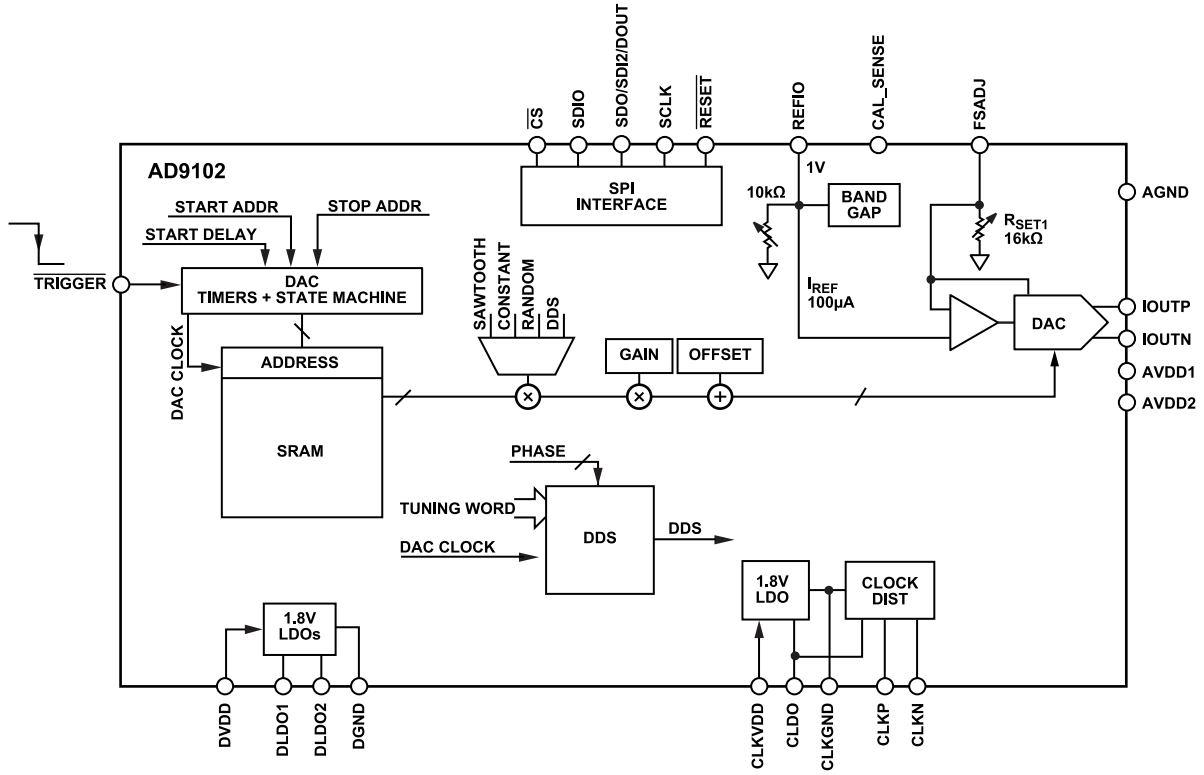 CS
SDIO
SDO/SDI2/DOUT
SCLK
RESET
REFIO
CAL_SENSE
FSADJ
AD9102
SPI
INTERFACE
1V
10kΩ
BAND
GAP
RSET1
16kΩ
AGND
START ADDR
STOP ADDR
START DELAY
TRIGGER
DAC
TIMERS + STATE MACHINE
IREF
100µA
DAC
IOUTP
IOUTN
AVDD1
AVDD2
DAC CLOCK
ADDRESS
SRAM
SAWTOOTH
CONSTANT
RANDOM
DDS
GAIN
OFFSET
×
×
+
PHASE
TUNING WORD
DAC CLOCK
DDS
DDS
1.8V
LDOs
1.8V
LDO
CLOCK
DIST
DVDD
DLDO1
DLDO2
DGND
CLKVDD
CLDO
CLKGND
CLKP
CLKN